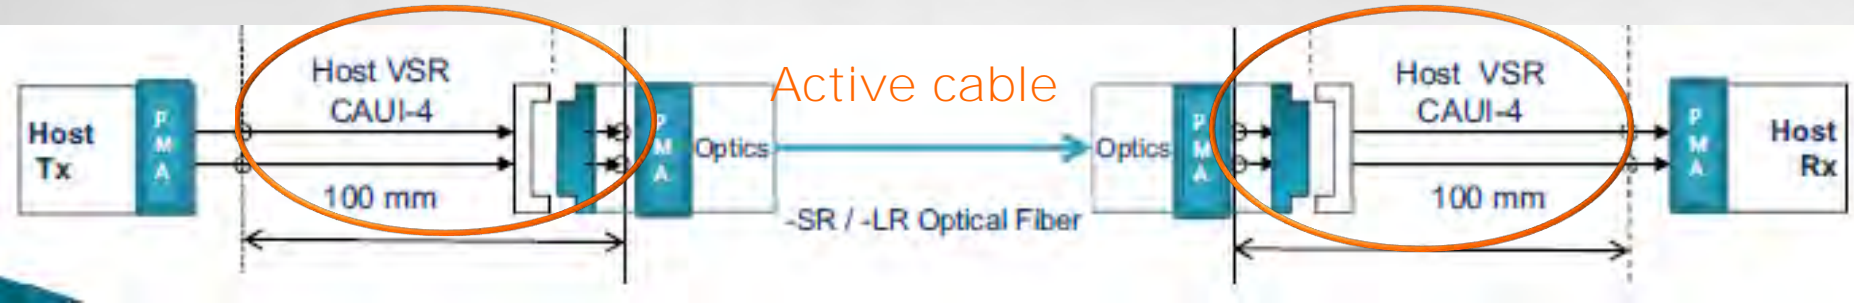 Host Tx
PMA
Host VSR
CAUI-4
100 mm
PMA
Optics
Active cable
-SR / -LR Optical Fiber
Optics
PMA
Host VSR
CAUI-4
100 mm
PMA
Host Rx